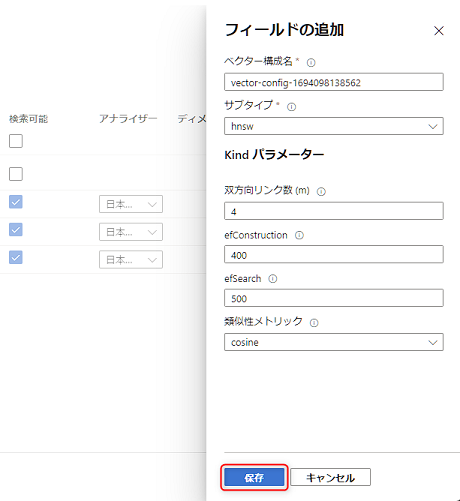 フィールドの追加
ベクター構成名 *
vector-config-1694098138562
サブタイプ *
hnsw
Kind パラメーター
双方向リンク数 (m)
4
efConstruction
400
efSearch
500
類似性メトリック
cosine
保存 キャンセル
検索可能 アナライザー ディメ
日本...
日本...
日本...